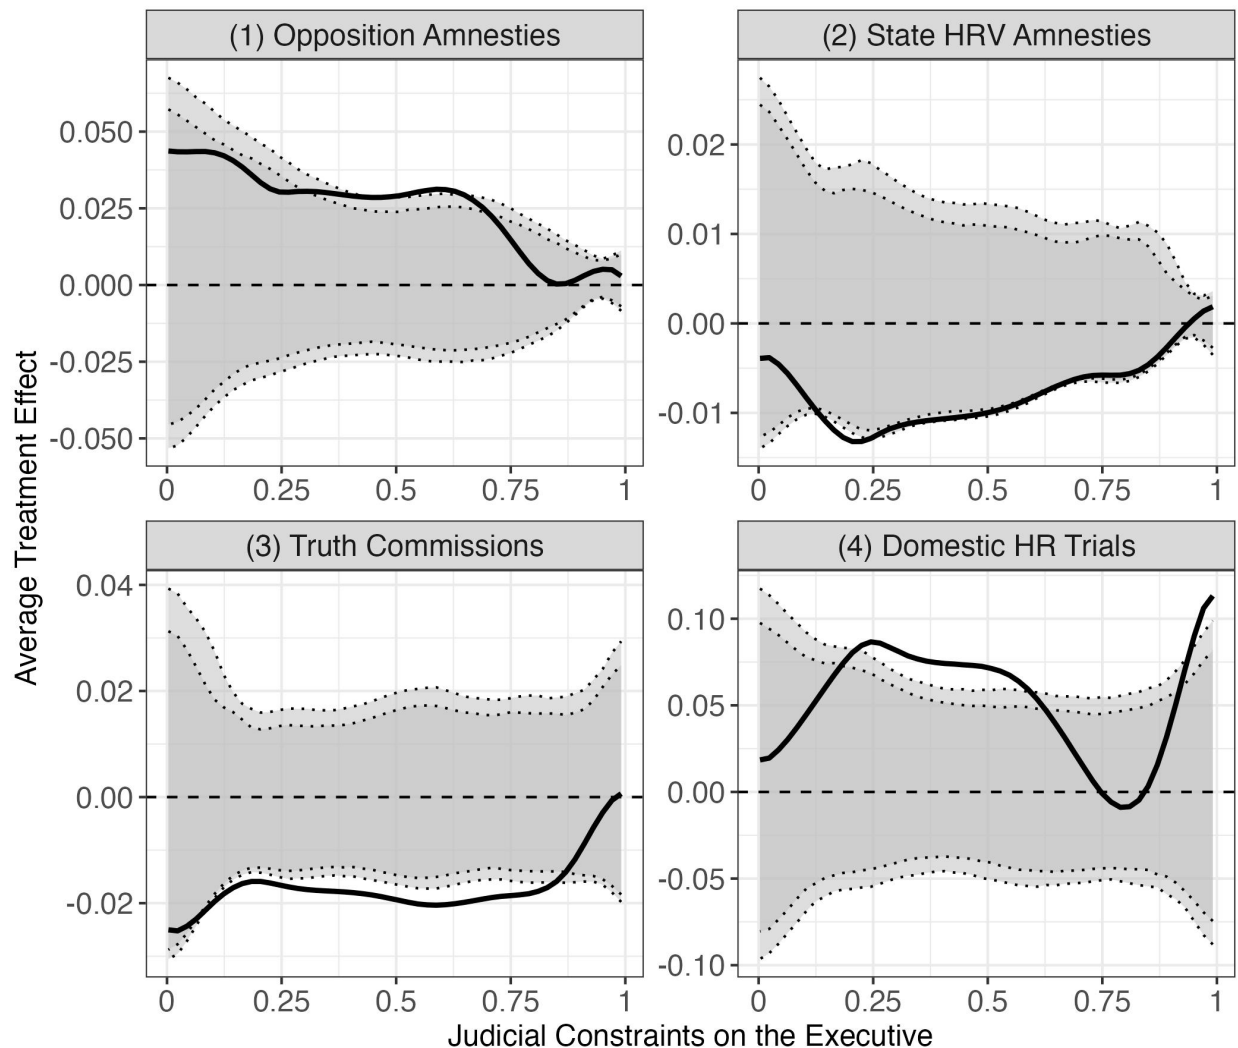 (1) Opposition Amnesties
(2) State HRV Amnesties
0.050
0.025
0.000
-0.025
-0.050
0.02
0.01
0.00
-0.01
0 0.25 0.5 0.75 1
0 0.25 0.5 0.75 1
Average Treatment Effect
(3) Truth Commissions
(4) Domestic HR Trials
0.04
0.02
0.00
-0.02
0.10
0.05
0.00
-0.05
-0.10
0 0.25 0.5 0.75 1
0 0.25 0.5 0.75 1
Judicial Constraints on the Executive